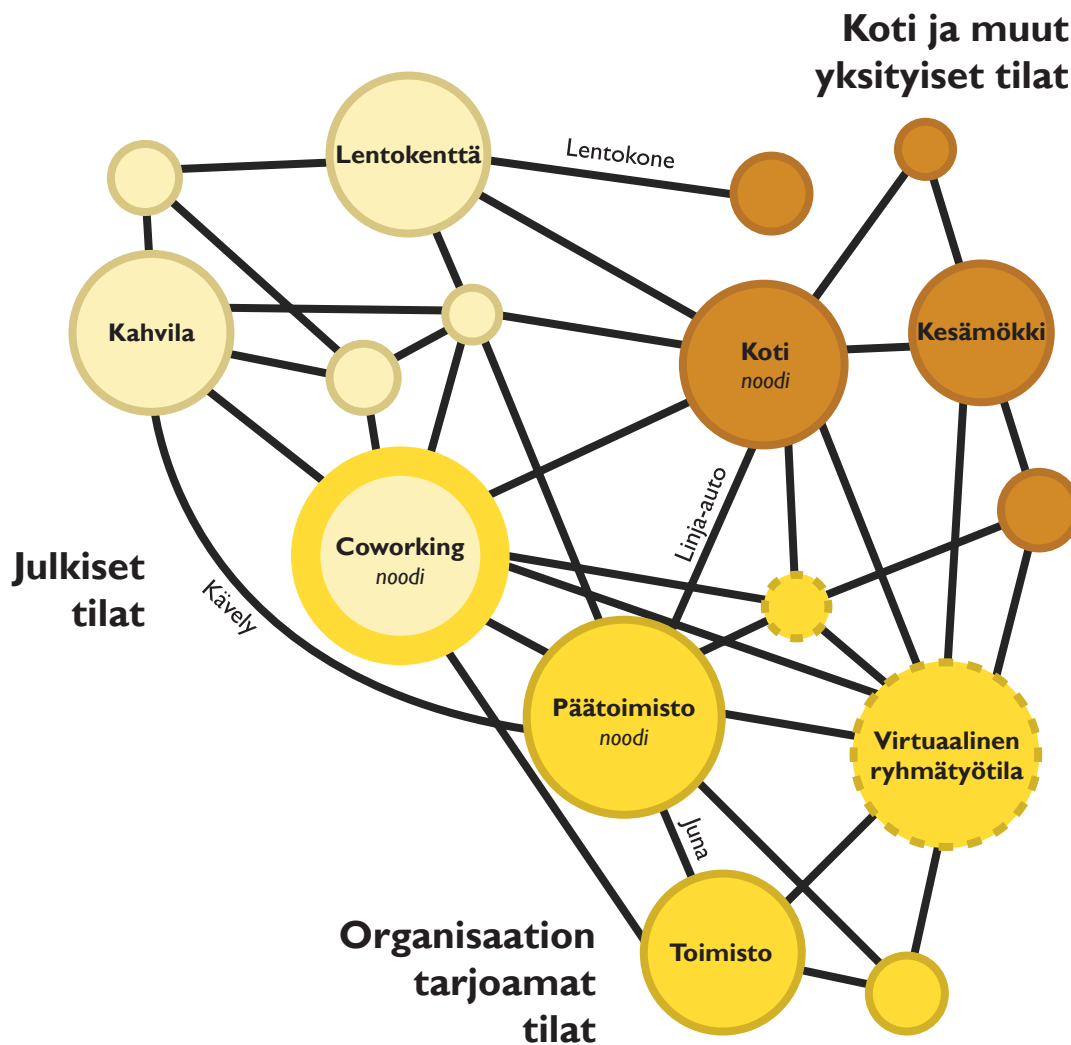 Koti ja muut
yksityiset tilat
Lentokenttä
Lentokone
Kahvila
Koti
noodi
Kesämökki
Linja-auto
Coworking
noodi
Julkiset
tilat
Kävely
Päätoimisto
noodi
Virtuaalinen
ryhmätyötila
Juna
Toimisto
Organisaation
tarjoamat
tilat